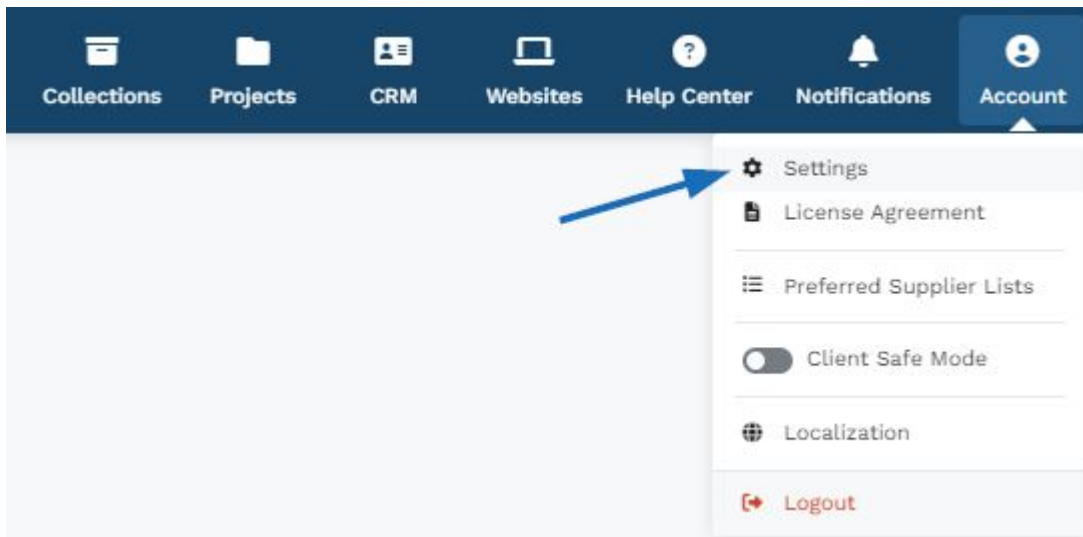 Collections Projects CRM Websites Help Center Notifications Account
Settings
License Agreement
Preferred Supplier Lists
Client Safe Mode
Localization
Logout